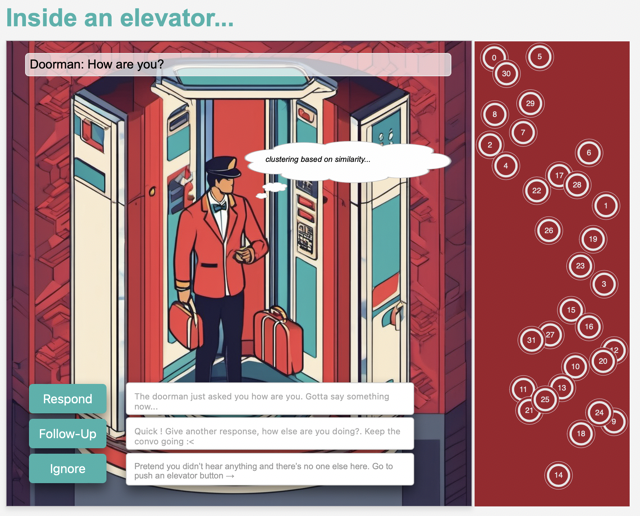 Inside an elevator...
Doorman: How are you?
clustering based on similarity...
Respond
The doorman just asked you how are you. Gotta say something
now...
Follow-Up
Quick ! Give another response, how else are you doing?. Keep the
convo going :<
Ignore
Pretend you didn't hear anything and there's no one else here. Go to
push an elevator button →
0
5
30
29
8
7
2
6
4
17
28
22
1
26
19
23
3
15
16
27
31
12
20
10
13
11
25
21
24
9
18
14